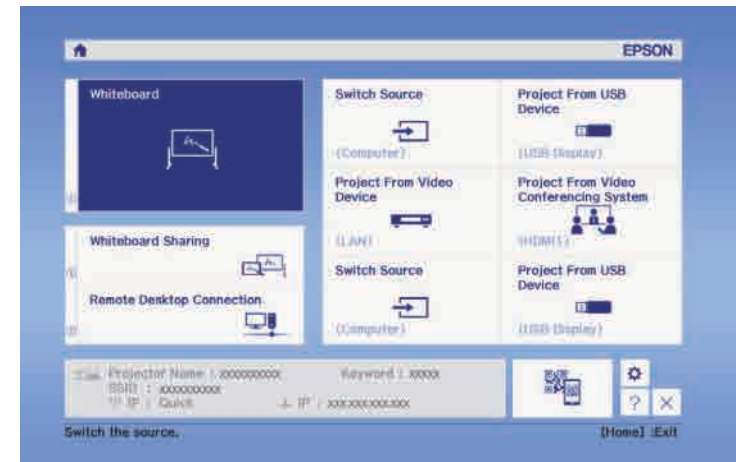 EPSON
Whiteboard
Switch Source
(Computer)
Project From USB
Device
(USB Display)
Project From Video
Device
(LAN)
Project From Video
Conferencing System
(HDMI1)
Whiteboard Sharing
Remote Desktop Connection
Switch Source
(Computer)
Project From USB
Device
(USB Display)
Projector Name : xxxxxxxxxx Keyword : xxxxx
SSID : xxxxxxxxxx
IP : Quick IP : xxx.xxx.xxx.xxx
?
Switch the source.
[Home] :Exit